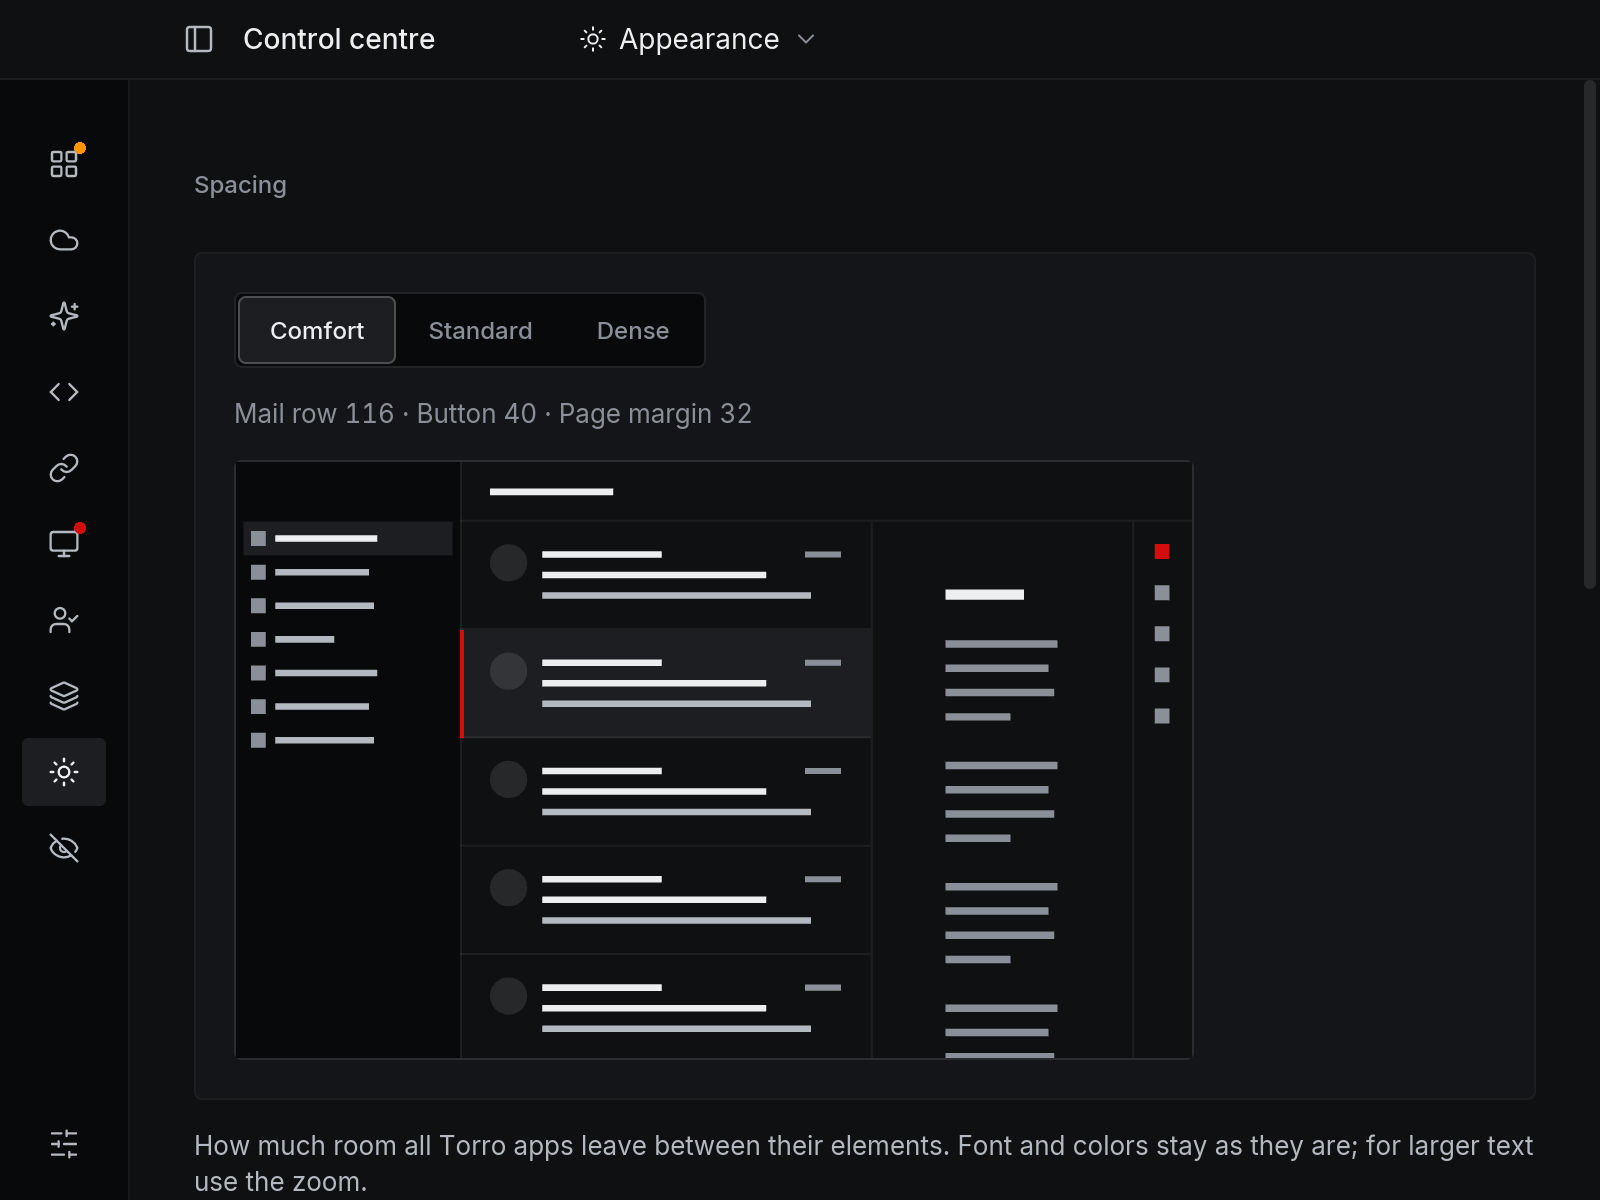 Control centre
Appearance
Spacing
Comfort
Standard
Dense
Mail row 116 · Button 40 · Page margin 32
How much room all Torro apps leave between their elements. Font and colors stay as they are; for larger text
use the zoom.